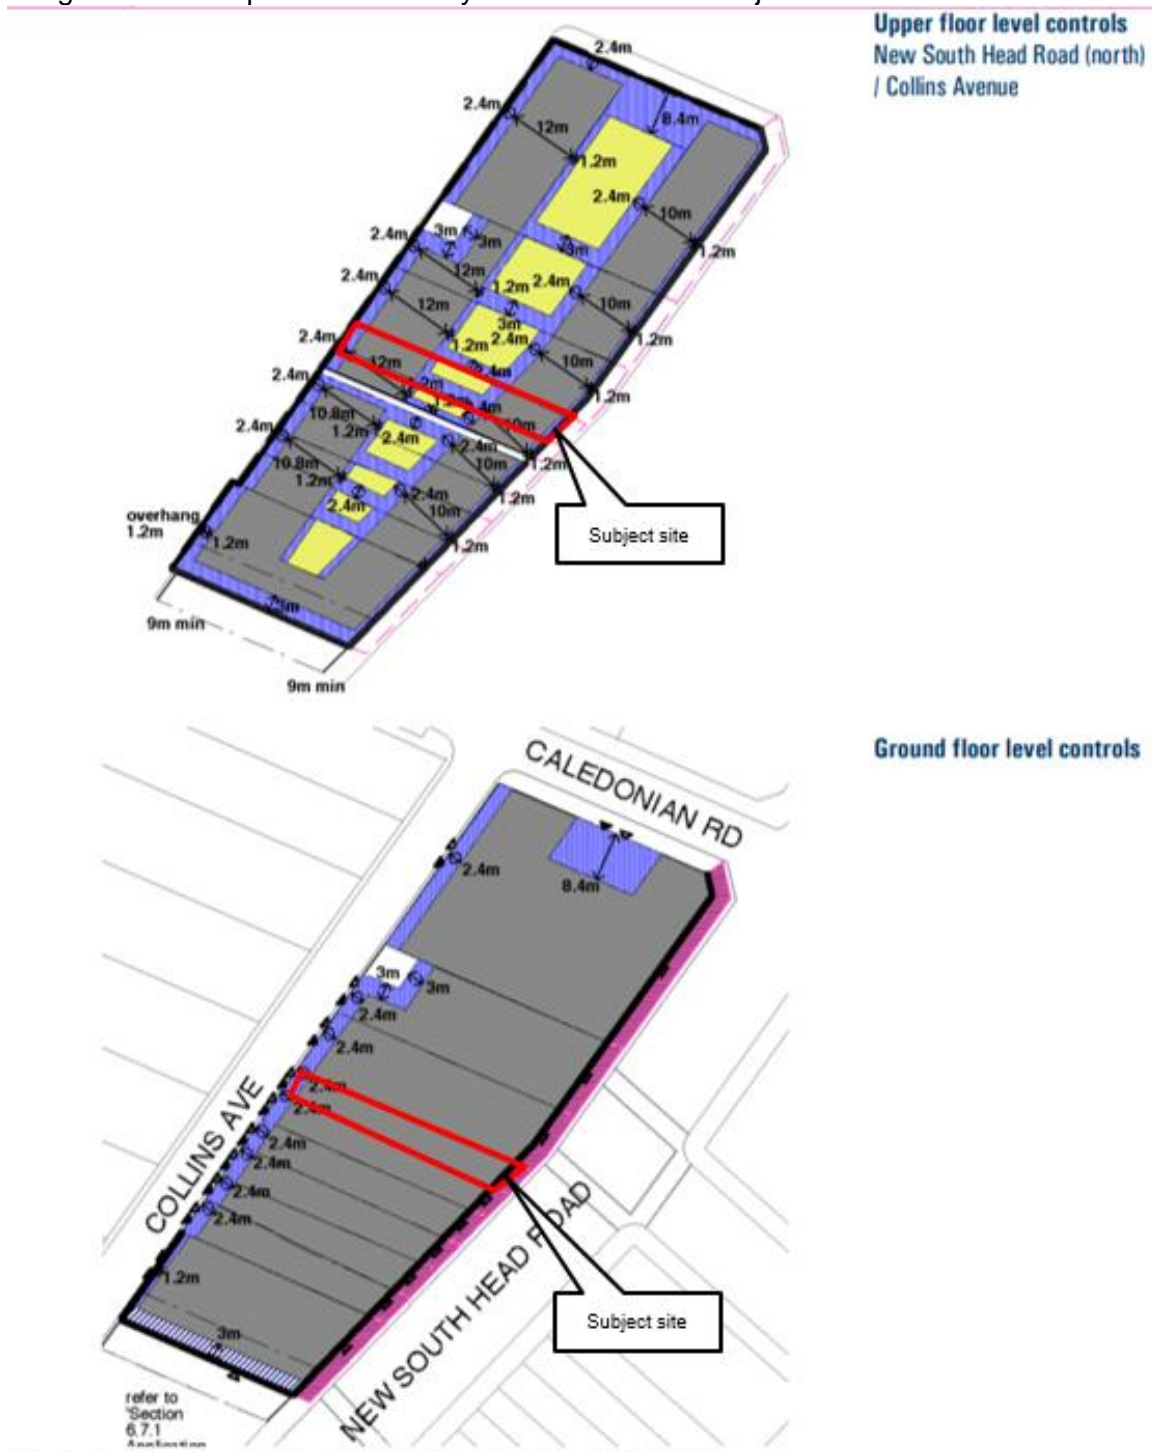 Upper floor level controls
New South Head Road (north)
/ Collins Avenue
2.4m
2.4m
8.4m
12m
1.2m
2.4m
10m
3m
3m
2.4m
3m
1.2m
12m
2.4m
1.2m
2.4m
12m
10m
3m
2.4m
1.2m
2.4m
1.2m
10m
12m
2.4m
1.2m
10m
10.8m
2.4m
1.2m
2.4m
2.4m
1.2m
10m
10.8m
1.2m
2.4m
1.2m
2.4m
10m
overhang
1.2m
1.2m
1.2m
Subject site
3m
9m min
9m min
Ground floor level controls
CALEDONIAN RD
2.4m
8.4m
3m
3m
2.4m
2.4m
2.4m
2.4m
COLLINS AVE
2.4m
2.4m
2.4m
2.4m
1.2m
NEW SOUTH HEAD ROAD
Subject site
3m
refer to
'Section
6.7.1